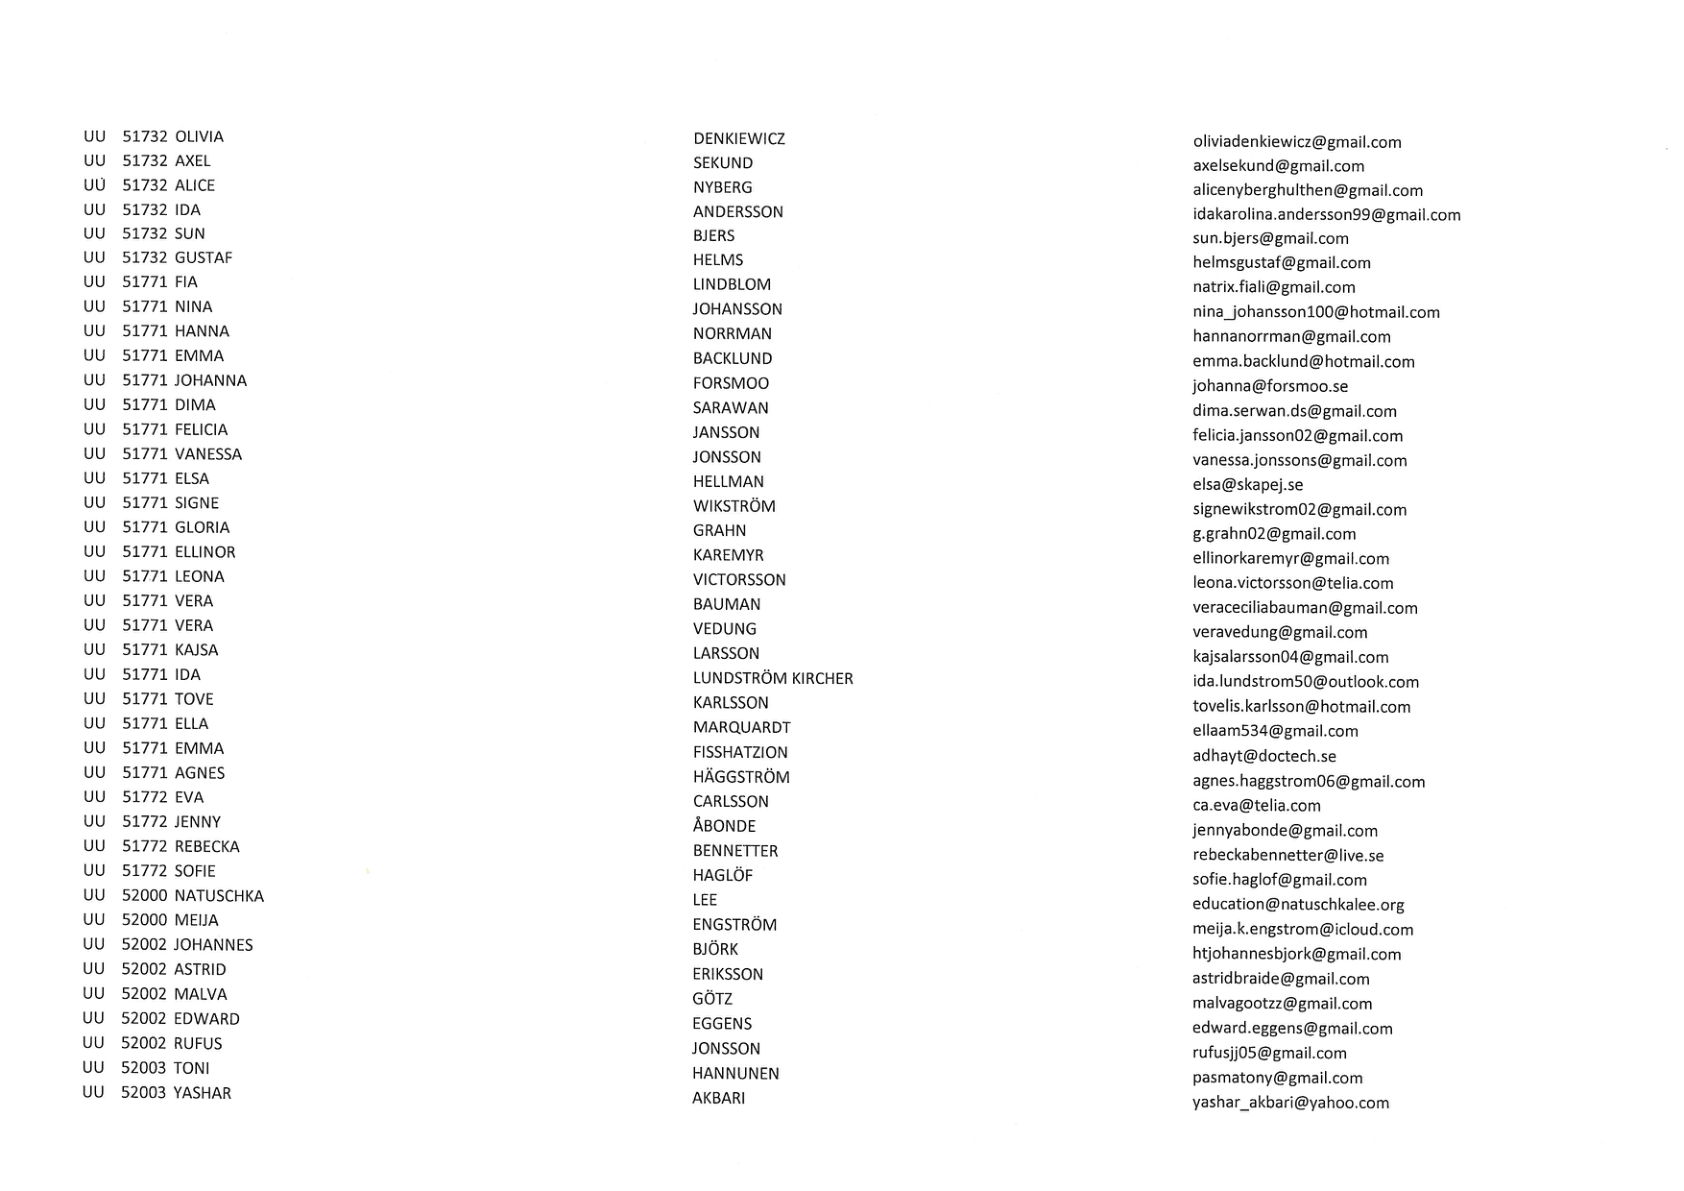 UU 51732 OLIVIA DENKIEWICZ oliviadenkiewicz@gmail.com
UU 51732 AXEL SEKUND axelsekund@gmail.com
UU 51732 ALICE NYBERG alicenyberghulthen@gmail.com
UU 51732 IDA ANDERSSON idakarolina.andersson99@gmail.com
UU 51732 SUN BJERS sun.bjers@gmail.com
UU 51732 GUSTAF HELMS helmsgustaf@gmail.com
UU 51771 FIA LINDBLOM natrix.fiali@gmail.com
UU 51771 NINA JOHANSSON nina_johansson100@hotmail.com
UU 51771 HANNA NORRMAN hannanorrman@gmail.com
UU 51771 EMMA BACKLUND emma.backlund@hotmail.com
UU 51771 JOHANNA FORSMOO johanna@forsmoo.se
UU 51771 DIMA SARAWAN dima.serwan.ds@gmail.com
UU 51771 FELICIA JANSSON felicia.jansson02@gmail.com
UU 51771 VANESSA JONSSON vanessa.jonssons@gmail.com
UU 51771 ELSA HELLMAN elsa@skapej.se
UU 51771 SIGNE WIKSTRÖM signewikstrom02@gmail.com
UU 51771 GLORIA GRAHN g.grahn02@gmail.com
UU 51771 ELLINOR KAREMYR ellinorkaremyr@gmail.com
UU 51771 LEONA VICTORSSON leona.victorsson@telia.com
UU 51771 VERA BAUMAN veraceciliabauman@gmail.com
UU 51771 VERA VEDUNG veravedung@gmail.com
UU 51771 KAJSA LARSSON kajsalarsson04@gmail.com
UU 51771 IDA LUNDSTRÖM KIRCHER ida.lundstrom50@outlook.com
UU 51771 TOVE KARLSSON tovelis.karlsson@hotmail.com
UU 51771 ELLA MARQUARDT ellaam534@gmail.com
UU 51771 EMMA FISSHATZION adhayt@doctech.se
UU 51771 AGNES HÄGGSTRÖM agnes.haggstrom06@gmail.com
UU 51772 EVA CARLSSON ca.eva@telia.com
UU 51772 JENNY ÅBONDE jennyabonde@gmail.com
UU 51772 REBECKA BENNETTER rebeckabennetter@live.se
UU 51772 SOFIE HAGLÖF sofie.haglof@gmail.com
UU 52000 NATUSCHKA LEE education@natuschkalee.org
UU 52000 MEIJA ENGSTRÖM meija.k.engstrom@icloud.com
UU 52002 JOHANNES BJÖRK htjohannesbjork@gmail.com
UU 52002 ASTRID ERIKSSON astridbraide@gmail.com
UU 52002 MALVA GÖTZ malvagootzz@gmail.com
UU 52002 EDWARD EGGENS edward.eggens@gmail.com
UU 52002 RUFUS JONSSON rufusjj05@gmail.com
UU 52003 TONI HANNUNEN pasmatony@gmail.com
UU 52003 YASHAR AKBARI yashar_akbari@yahoo.com